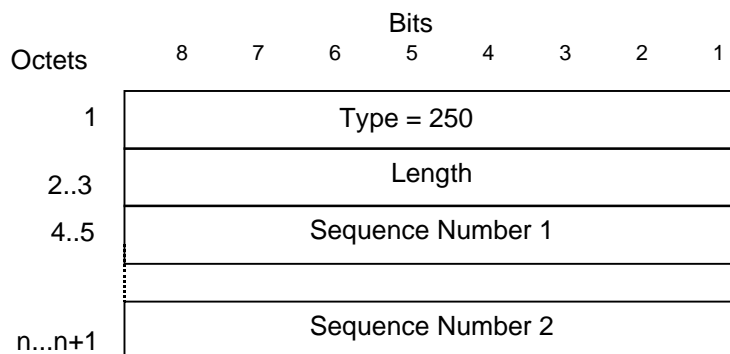 Bits
Octets 8 7 6 5 4 3 2 1
1 Type = 250
2..3 Length
4..5 Sequence Number 1
n...n+1 Sequence Number 2